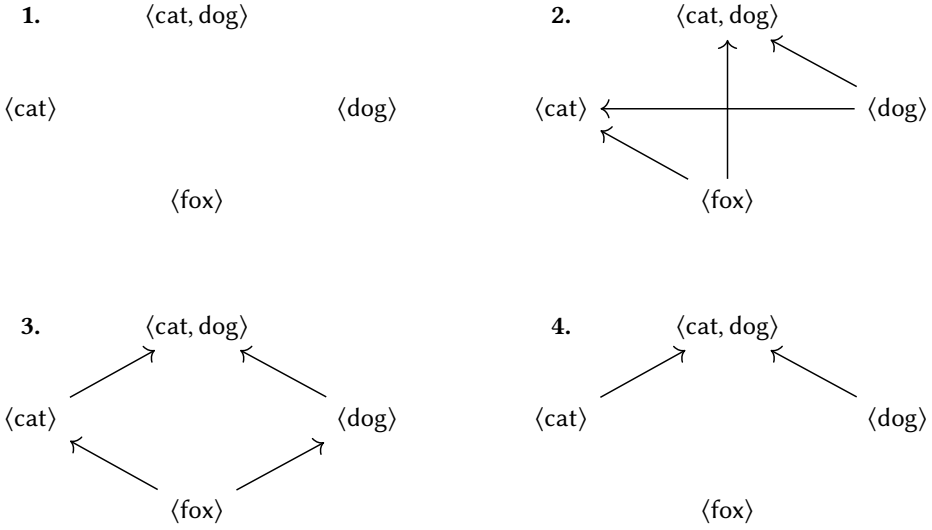 1. ⟨cat, dog⟩ 2. ⟨cat, dog⟩
⟨cat⟩ ⟨dog⟩ ⟨cat⟩ ⟨dog⟩
⟨fox⟩ ⟨fox⟩
3. ⟨cat, dog⟩ 4. ⟨cat, dog⟩
⟨cat⟩ ⟨dog⟩ ⟨cat⟩ ⟨dog⟩
⟨fox⟩ ⟨fox⟩